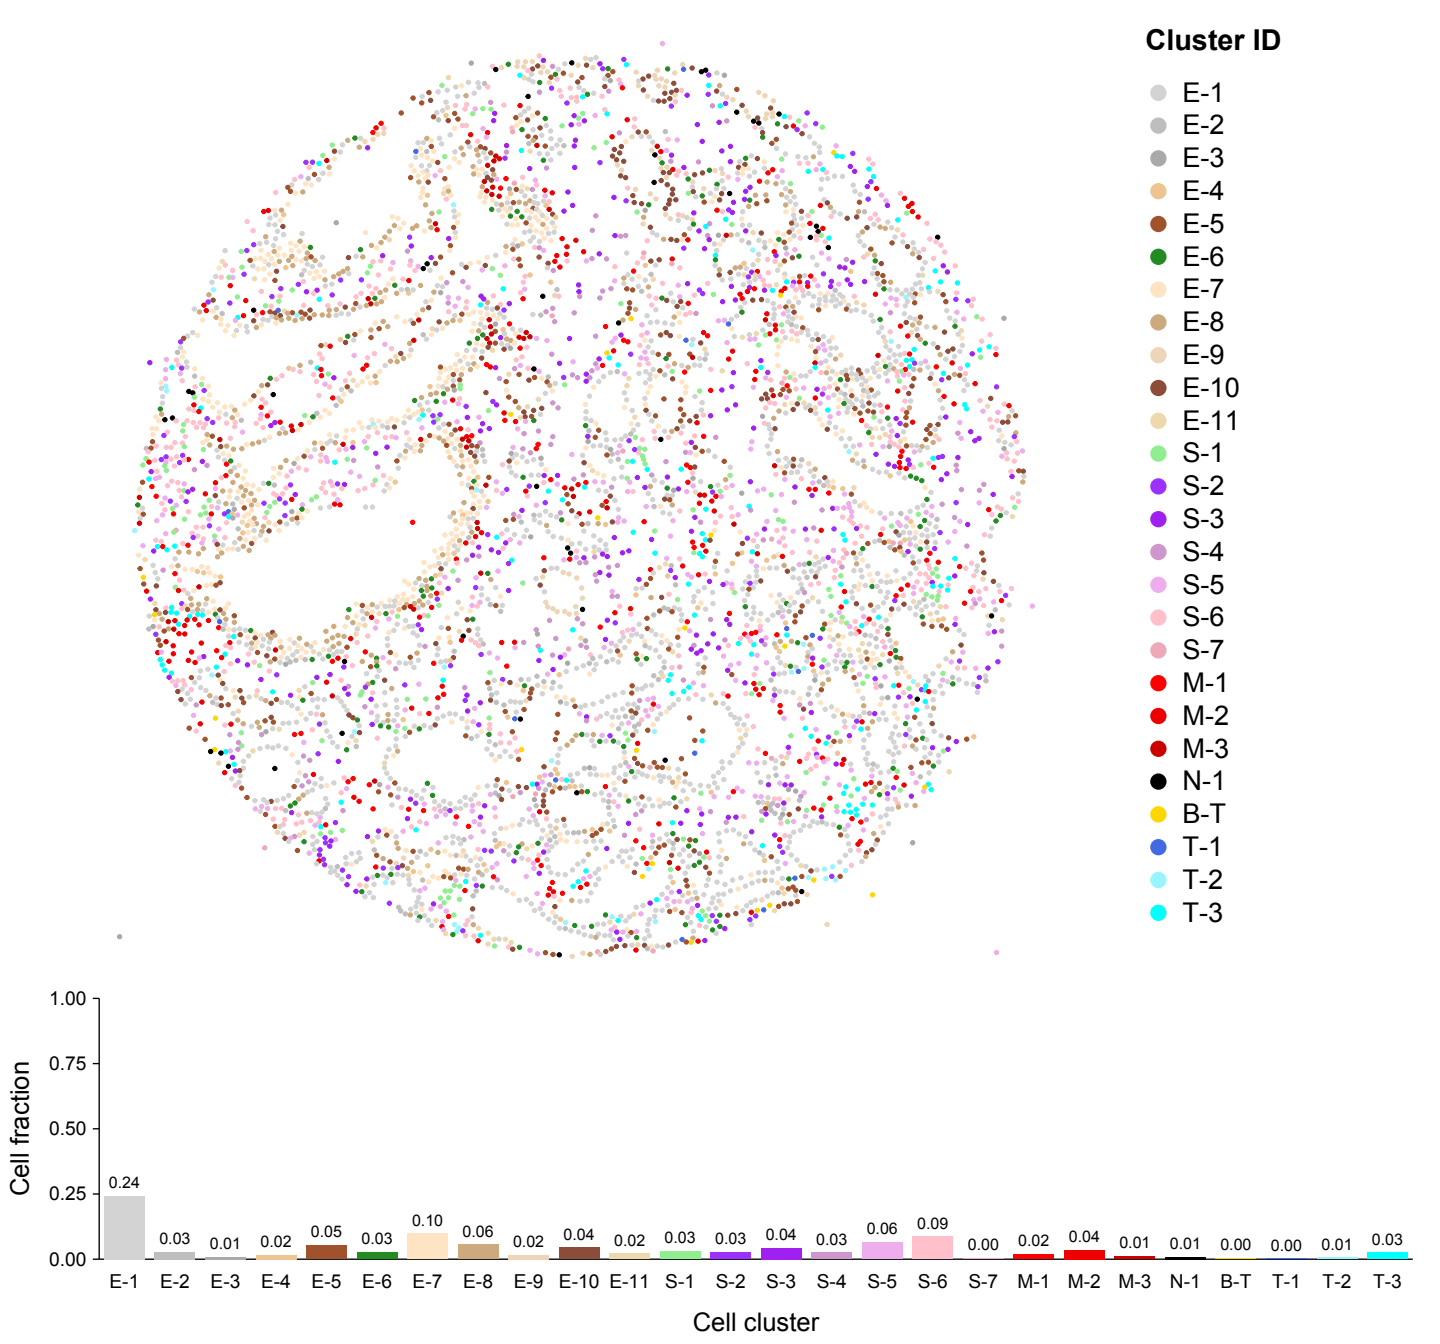 Cluster ID
E-1
E-2
E-3
E-4
E-5
E-6
E-7
E-8
E-9
E-10
E-11
S-1
S-2
S-3
S-4
S-5
S-6
S-7
M-1
M-2
M-3
N-1
B-T
T-1
T-2
T-3
1.00
0.75
0.50
0.25
0.00
Cell fraction
0.24 0.03 0.01 0.02 0.05 0.03 0.10 0.06 0.02 0.04 0.02 0.03 0.03 0.04 0.03 0.06 0.09 0.00 0.02 0.04 0.01 0.01 0.00 0.00 0.01 0.03
E-1 E-2 E-3 E-4 E-5 E-6 E-7 E-8 E-9 E-10 E-11 S-1 S-2 S-3 S-4 S-5 S-6 S-7 M-1 M-2 M-3 N-1 B-T T-1 T-2 T-3
Cell cluster